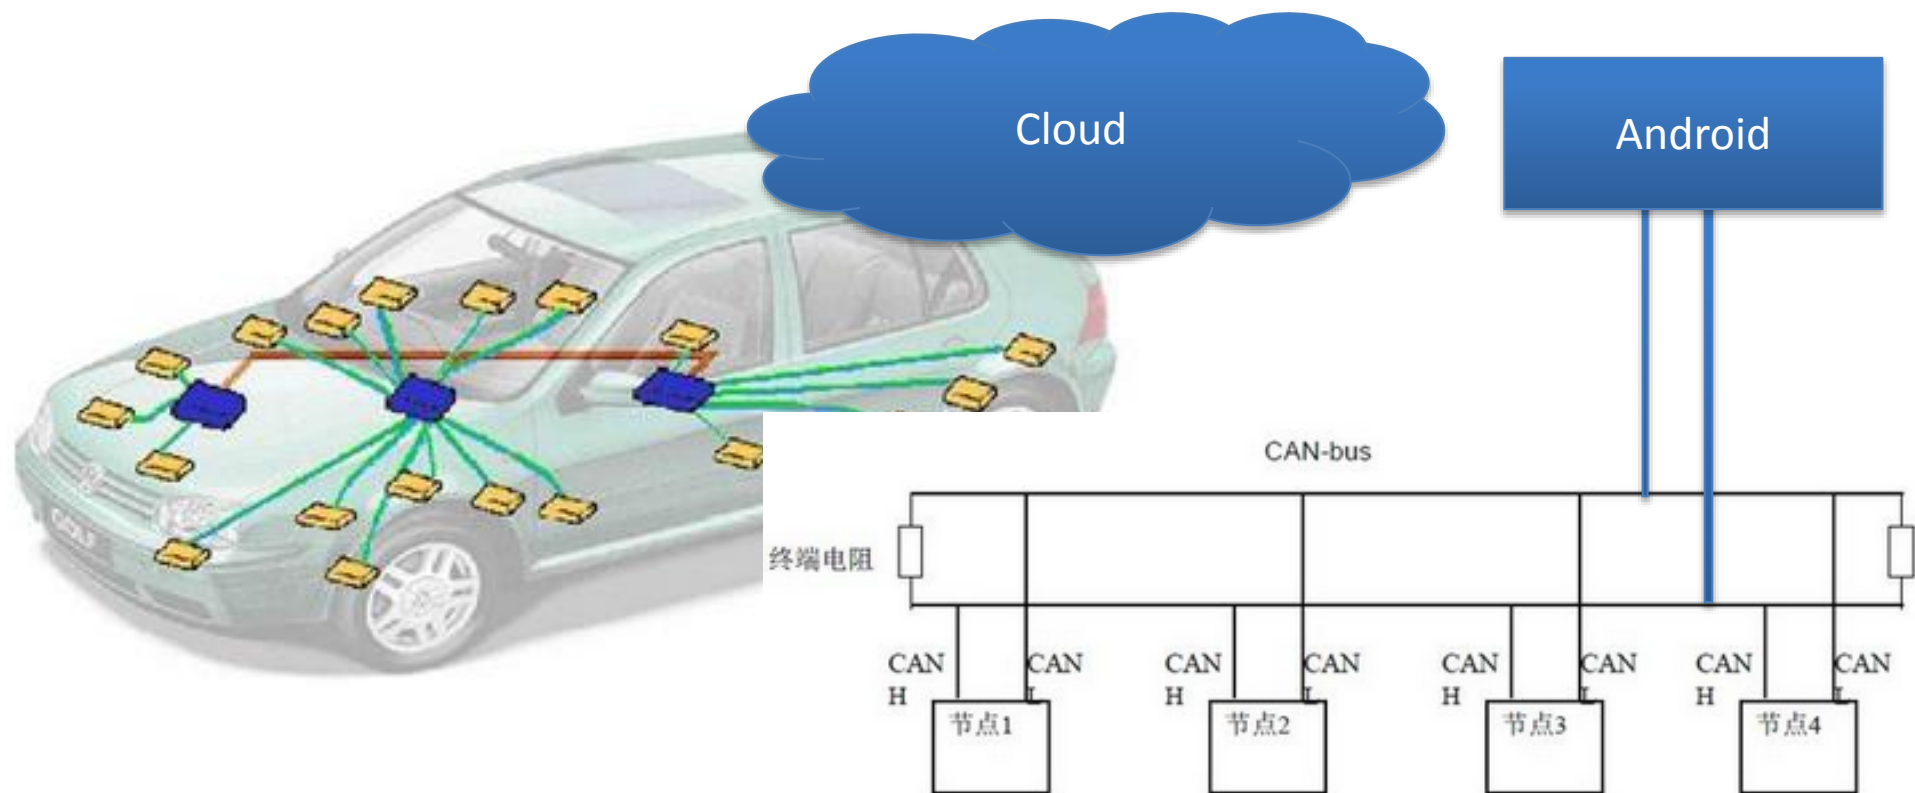 Cloud
Android
CAN-bus
终端电阻
CAN CAN CAN CAN CAN CAN CAN CAN
H L H L H L H L
节点1 节点2 节点3 节点4
GOLF